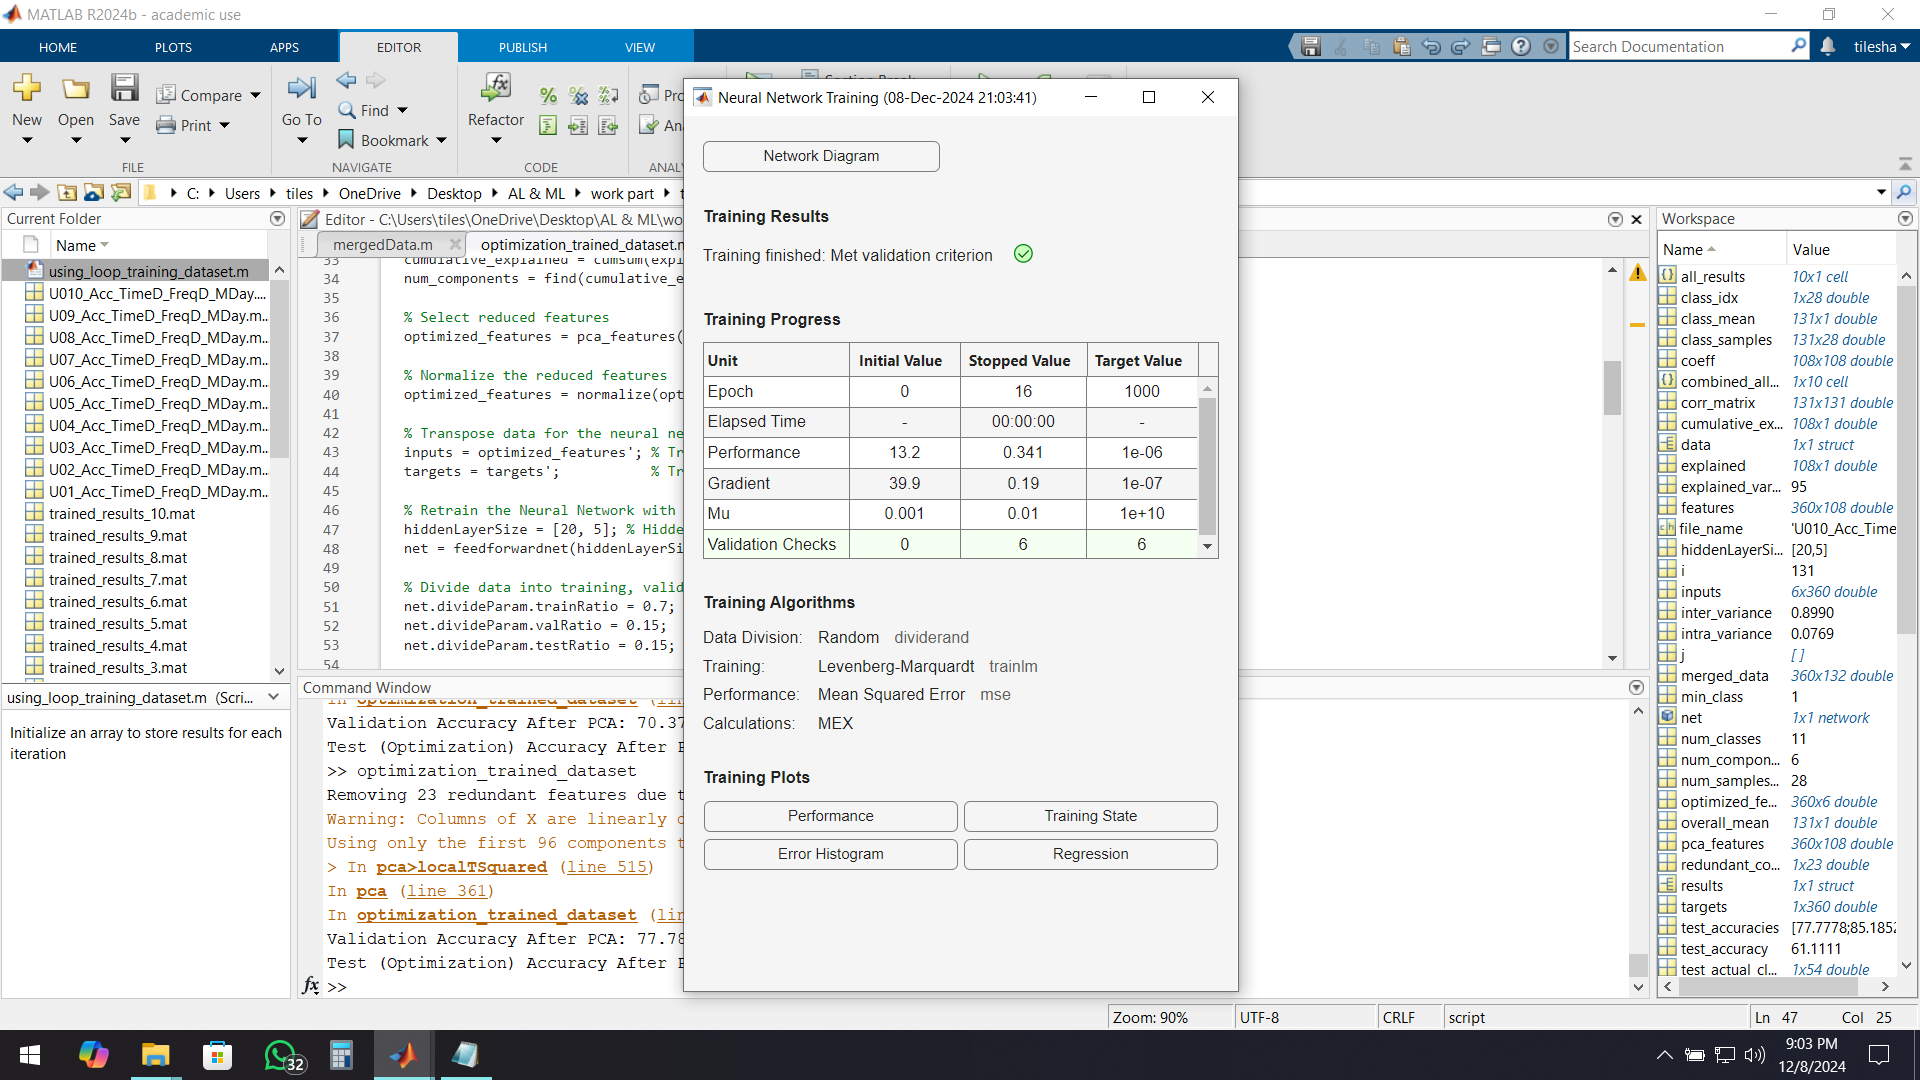 MATLAB R2024b - academic use
HOME PLOTS APPS EDITOR PUBLISH VIEW
Search Documentation
tilesha
New Open Save Compare Print
Go To Find Bookmark
Refactor
FILE NAVIGATE CODE
C: Users tiles OneDrive Desktop AL & ML work part
Current Folder
Name
using_loop_training_dataset.m
U010_Acc_TimeD_FreqD_MDay....
U09_Acc_TimeD_FreqD_MDay.m...
U08_Acc_TimeD_FreqD_MDay.m...
U07_Acc_TimeD_FreqD_MDay.m...
U06_Acc_TimeD_FreqD_MDay.m...
U05_Acc_TimeD_FreqD_MDay.m...
U04_Acc_TimeD_FreqD_MDay.m...
U03_Acc_TimeD_FreqD_MDay.m...
U02_Acc_TimeD_FreqD_MDay.m...
U01_Acc_TimeD_FreqD_MDay.m...
trained_results_10.mat
trained_results_9.mat
trained_results_8.mat
trained_results_7.mat
trained_results_6.mat
trained_results_5.mat
trained_results_4.mat
trained_results_3.mat
using_loop_training_dataset.m (Scri...
Initialize an array to store results for each
iteration
Editor - C:\Users\tiles\OneDrive\Desktop\AL & ML\wo
mergedData.m optimization_trained_dataset.m
33 cumulative_explained = cumsum(expl
34 num_components = find(cumulative_e
35
36 % Select reduced features
37 optimized_features = pca_features(
38
39 % Normalize the reduced features
40 optimized_features = normalize(opt
41
42 % Transpose data for the neural ne
43 inputs = optimized_features'; % Tr
44 targets = targets'; % Tr
45
46 % Retrain the Neural Network with
47 hiddenLayerSize = [20, 5]; % Hidde
48 net = feedforwardnet(hiddenLayerSi
49
50 % Divide data into training, valid
51 net.divideParam.trainRatio = 0.7;
52 net.divideParam.valRatio = 0.15;
53 net.divideParam.testRatio = 0.15;
54
Command Window
In optimization_trained_dataset (lin
Validation Accuracy After PCA: 70.37
Test (Optimization) Accuracy After P
>> optimization_trained_dataset
Removing 23 redundant features due t
Warning: Columns of X are linearly d
Using only the first 96 components t
> In pca>localTSquared (line 515)
In pca (line 361)
In optimization_trained_dataset (lin
Validation Accuracy After PCA: 77.78
Test (Optimization) Accuracy After P
fx >>
Neural Network Training (08-Dec-2024 21:03:41)
Network Diagram
Training Results
Training finished: Met validation criterion
Training Progress
Unit Initial Value Stopped Value Target Value
Epoch 0 16 1000
Elapsed Time - 00:00:00 -
Performance 13.2 0.341 1e-06
Gradient 39.9 0.19 1e-07
Mu 0.001 0.01 1e+10
Validation Checks 0 6 6
Training Algorithms
Data Division: Random dividerand
Training: Levenberg-Marquardt trainlm
Performance: Mean Squared Error mse
Calculations: MEX
Training Plots
Performance Training State
Error Histogram Regression
Workspace
Name Value
all_results 10x1 cell
class_idx 1x28 double
class_mean 131x1 double
class_samples 131x28 double
coeff 108x108 double
combined_all... 1x10 cell
corr_matrix 131x131 double
cumulative_ex... 108x1 double
data 1x1 struct
explained 108x1 double
explained_var... 95
features 360x108 double
file_name 'U010_Acc_Time
hiddenLayerSi... [20,5]
i 131
inputs 6x360 double
inter_variance 0.8990
intra_variance 0.0769
j [ ]
merged_data 360x132 double
min_class 1
net 1x1 network
num_classes 11
num_compon... 6
num_samples... 28
optimized_fe... 360x6 double
overall_mean 131x1 double
pca_features 360x108 double
redundant_co... 1x23 double
results 1x1 struct
targets 1x360 double
test_accuracies [77.7778;85.1852
test_accuracy 61.1111
test_actual_cl... 1x54 double
Zoom: 90% UTF-8 CRLF script Ln 47 Col 25
32
9:03 PM
12/8/2024